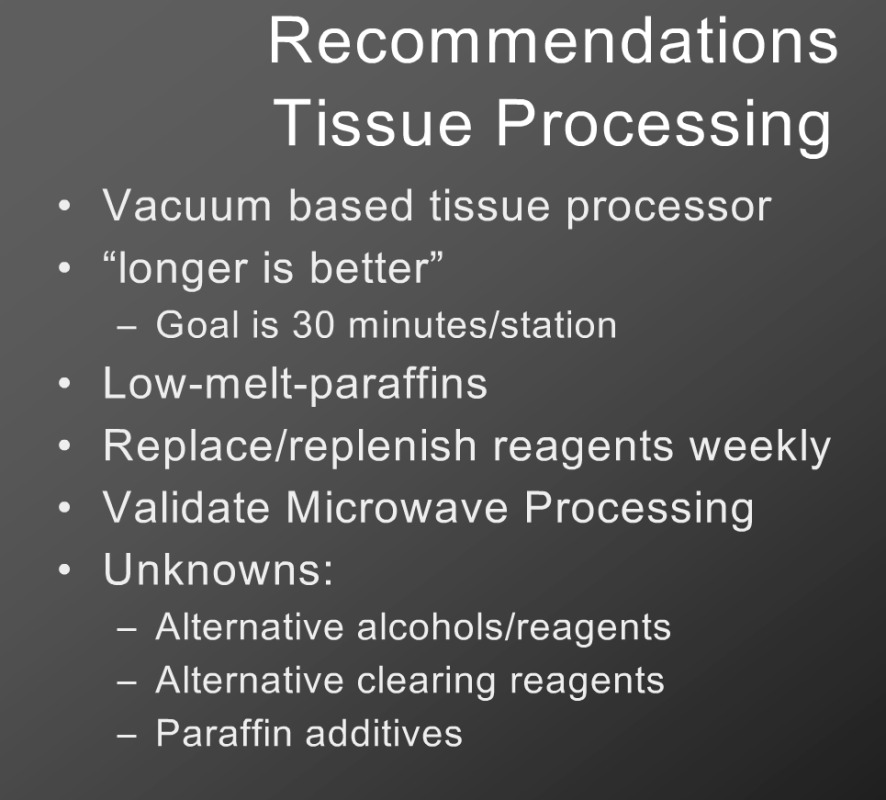 Recommendations
Tissue Processing
• Vacuum based tissue processor
• “longer is better”
– Goal is 30 minutes/station
• Low-melt-paraffins
• Replace/replenish reagents weekly
• Validate Microwave Processing
• Unknowns:
– Alternative alcohols/reagents
– Alternative clearing reagents
– Paraffin additives